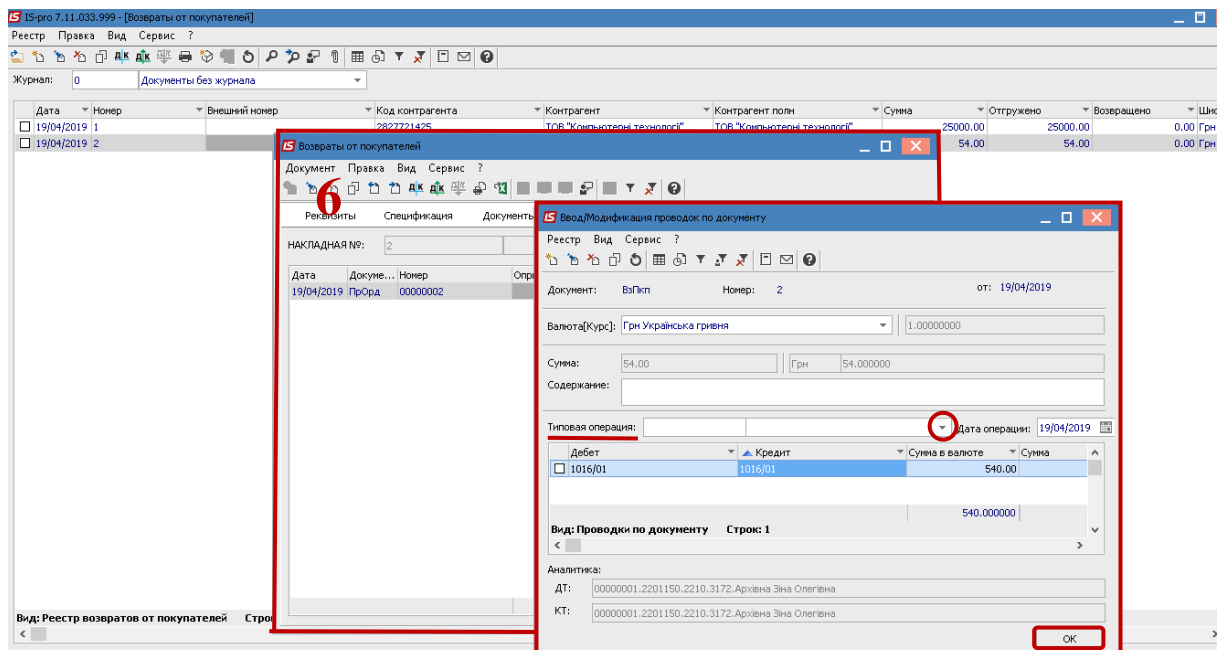 IS-pro 7.11.033.999 - [Возвраты от покупателей]
Реестр Правка Вид Сервис ?
Журнал: 0 Документы без журнала
Дата Номер Внешний номер Код контрагента Контрагент Контрагент полн Сумма Отгружено Возвращено
19/04/2019 1 2827721425 ТОВ "Компьютерні технології" ТОВ "Компьютерні технології" 25000.00 25000.00 0.00 Грн
19/04/2019 2 54.00 54.00 0.00 Грн
Возвраты от покупателей
Документ Правка Вид Сервис ?
6
Реквизиты Спецификация Документы
НАКЛАДНАЯ №: 2
Дата Докуме... Номер
19/04/2019 ПрОрд 00000002
Ввод/Модификация проводок по документу
Реестр Вид Сервис ?
Документ: ВзПкп Номер: 2 от: 19/04/2019
Валюта[Курс]: Грн Українська гривня 1.00000000
Сумма: 54.00 Грн 54.000000
Содержание:
Типовая операция: Дата операции: 19/04/2019
Дебет Кредит Сумма в валюте Сумма
1016/01 1016/01 540.00
540.000000
Вид: Проводки по документу Строк: 1
Аналитика:
ДТ: 00000001.2201150.2210.3172.Архівна Зіна Олегівна
КТ: 00000001.2201150.2210.3172.Архівна Зіна Олегівна
OK
Вид: Реестр возвратов от покупателей